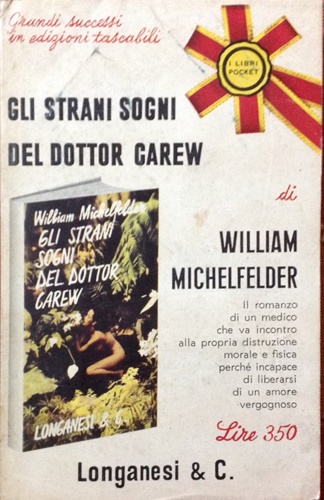 Grandi successi
in edizioni tascabili
I LIBRI
POCKET
GLI STRANI SOGNI
DEL DOTTOR CAREW
di
WILLIAM
MICHELFELDER
William Michelfelder
GLI STRANI
SOGNI
DEL DOTTOR
CAREW
LONGANESI & C.
Il romanzo
di un medico
che va incontro
alla propria distruzione
morale e fisica
perché incapace
di liberarsi
di un amore
vergognoso
Lire 350
Longanesi & C.